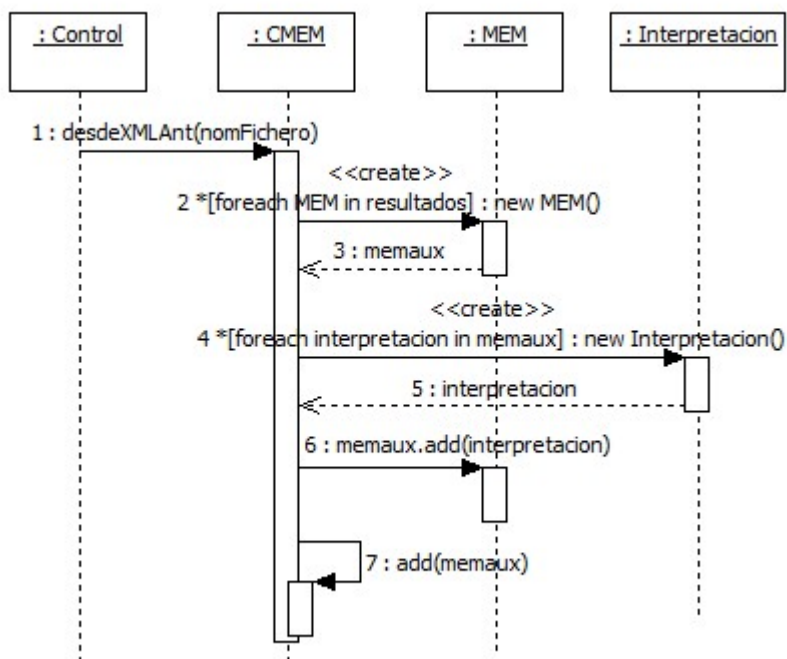 : Control
: CMEM
: MEM
: Interpretacion
1 : desdeXMLAnt(nomFichero)
<<create>>
2 *[foreach MEM in resultados] : new MEM()
3 : memaux
<<create>>
4 *[foreach interpretacion in memaux] : new Interpretacion()
5 : interpretacion
6 : memaux.add(interpretacion)
7 : add(memaux)